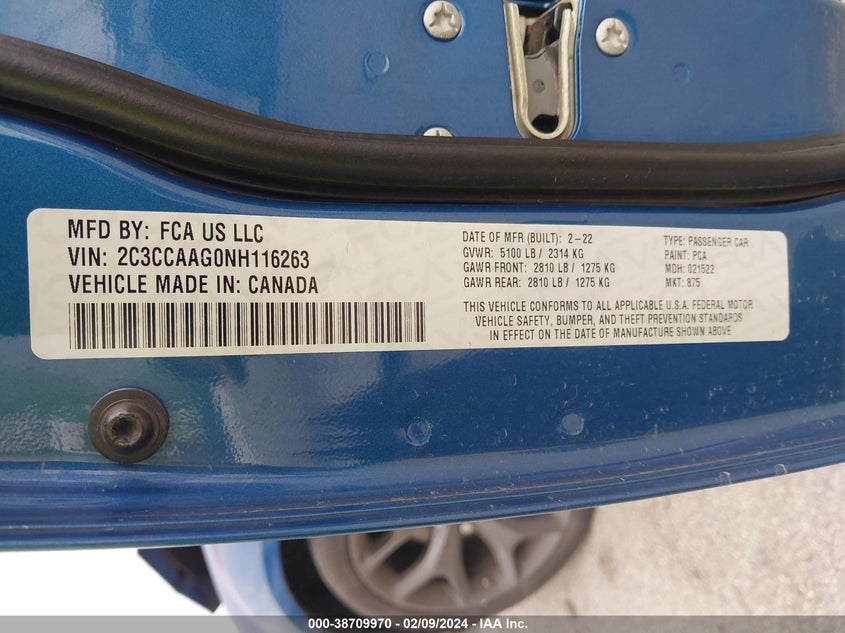 MFD BY: FCA US LLC
VIN: 2C3CCAAG0NH116263
VEHICLE MADE IN: CANADA
DATE OF MFR (BUILT): 2-22
GVWR: 5100 LB / 2314 KG
GAWR FRONT: 2810 LB / 1275 KG
GAWR REAR: 2810 LB / 1275 KG
TYPE: PASSENGER CAR
PAINT: PCA
MDH: 021522
MKT: 875
THIS VEHICLE CONFORMS TO ALL APPLICABLE U.S.A. FEDERAL MOTOR
VEHICLE SAFETY, BUMPER, AND THEFT PREVENTION STANDARDS
IN EFFECT ON THE DATE OF MANUFACTURE SHOWN ABOVE
000-38709970 - 02/09/2024 - IAA Inc.